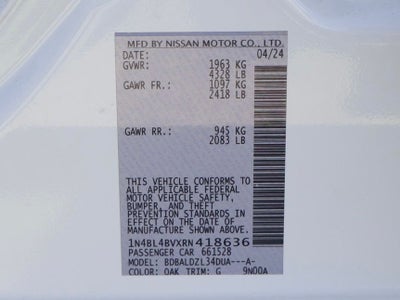 MFD BY NISSAN MOTOR CO., LTD.
DATE: 04/24
GVWR: 1963 KG
4328 LB
GAWR FR: 1097 KG
2418 LB
GAWR RR: 945 KG
2083 LB
THIS VEHICLE CONFORMS TO
ALL APPLICABLE FEDERAL
MOTOR VEHICLE SAFETY,
BUMPER, AND THEFT
PREVENTION STANDARDS IN
EFFECT ON THE DATE OF
MANUFACTURE SHOWN ABOVE.
1N4BL4BVXRN418636
PASSENGER CAR 661528
MODEL: BDBALDZL34DUA---A-
COLOR: QAK TRIM: G 9N00A